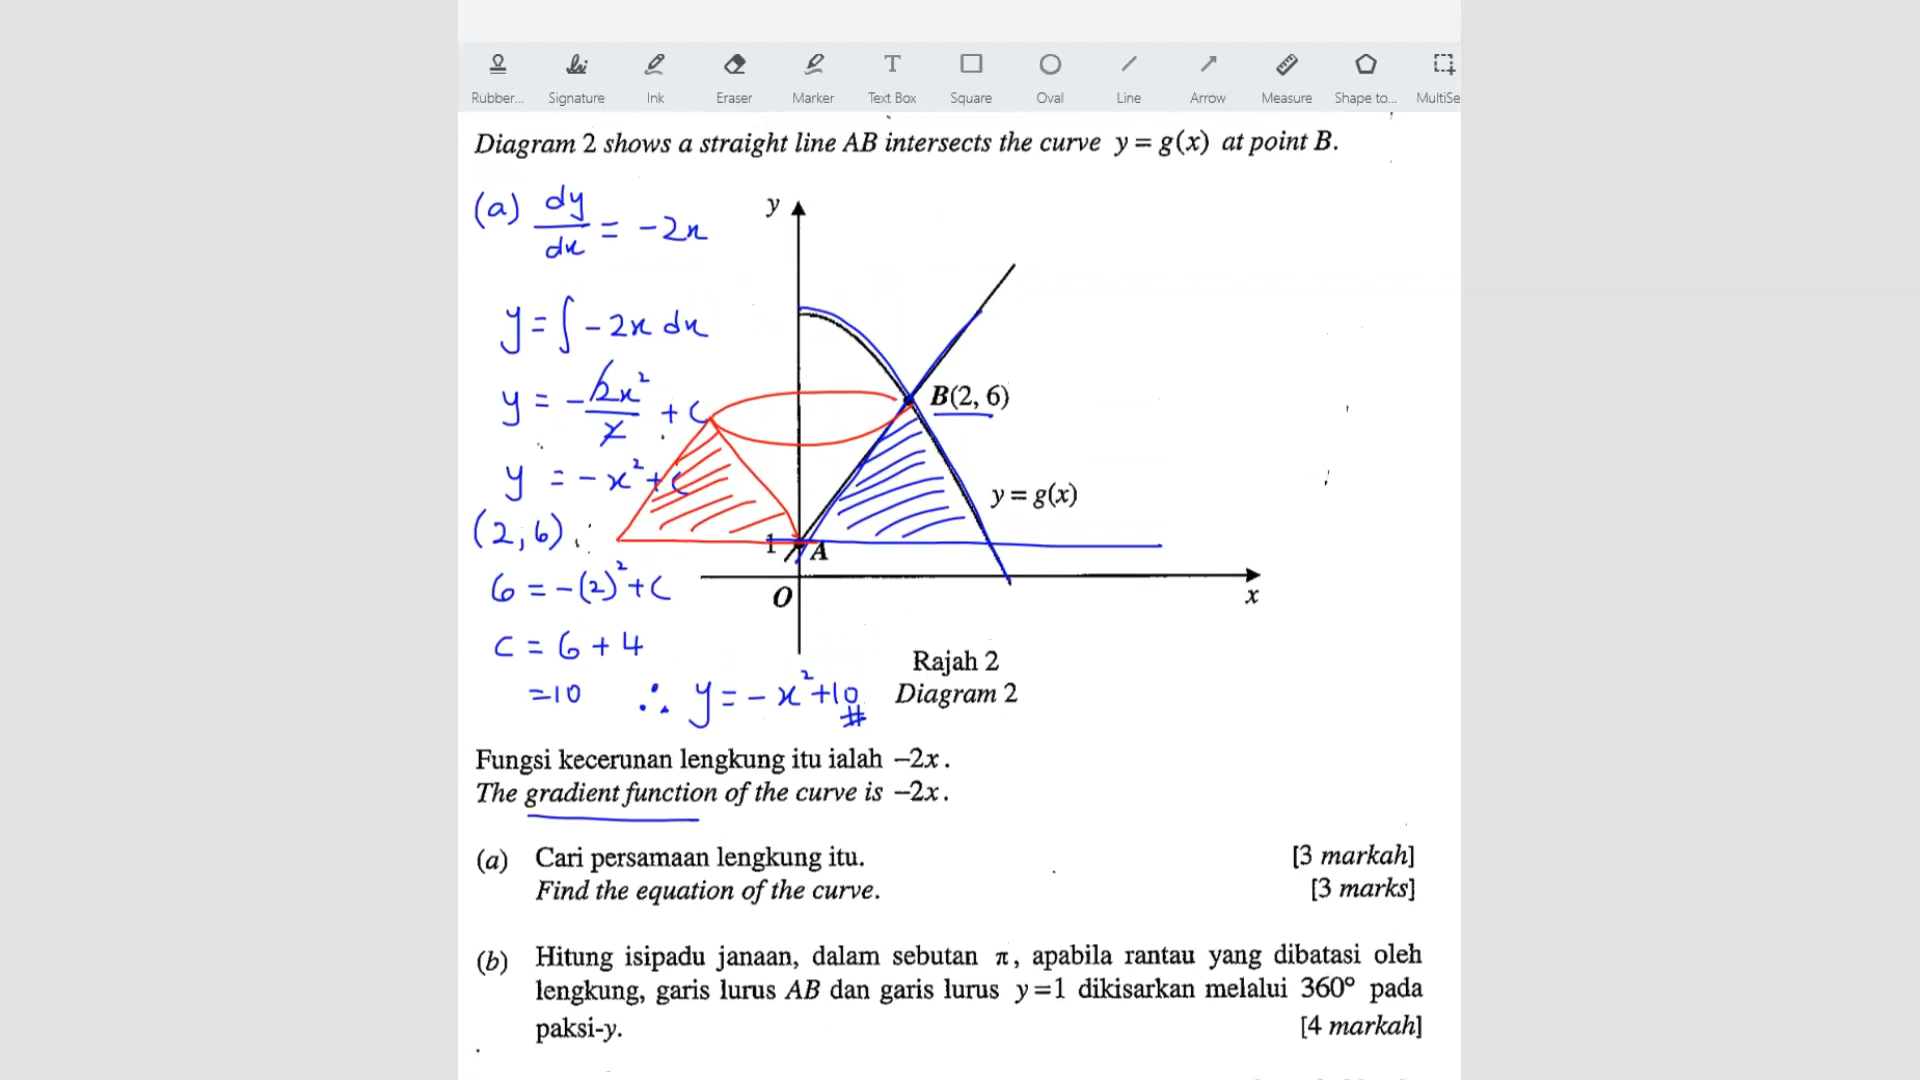 Rubber... Signature Ink Eraser Marker Text Box Square Oval Line Arrow Measure Shape to... MultiSe
Diagram 2 shows a straight line AB intersects the curve y = g(x) at point B.
(a) dy/dx = -2x
y = ∫ -2x dx
y = -2x²/2 + c
y = -x² + c
(2, 6),
6 = -(2)² + c
c = 6 + 4
= 10 ∴ y = -x² + 10 #
y
B(2, 6)
y = g(x)
1 A
O
x
Rajah 2
Diagram 2
Fungsi kecerunan lengkung itu ialah −2x.
The gradient function of the curve is −2x.
(a) Cari persamaan lengkung itu. [3 markah]
Find the equation of the curve. [3 marks]
(b) Hitung isipadu janaan, dalam sebutan π, apabila rantau yang dibatasi oleh
lengkung, garis lurus AB dan garis lurus y=1 dikisarkan melalui 360° pada
paksi-y. [4 markah]